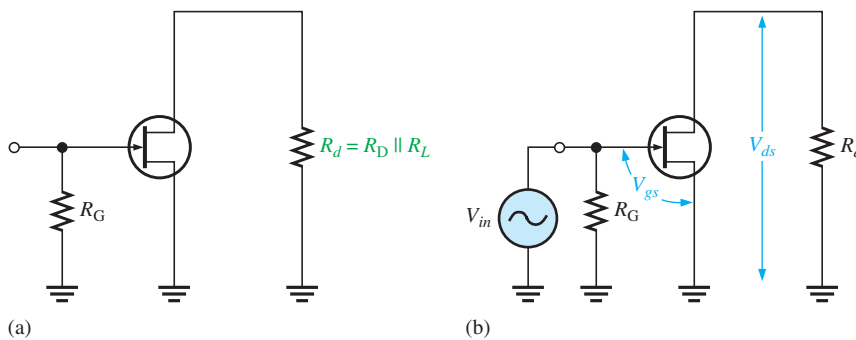 R_d = R_D || R_L
R_G
(a)
V_in
R_G
V_gs
V_ds
(b)